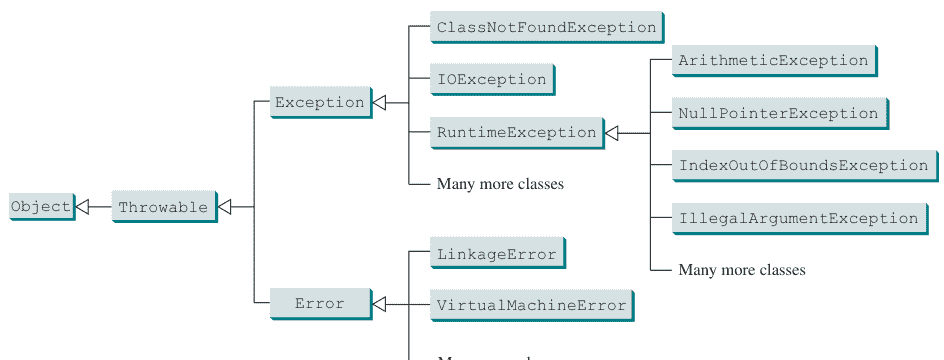 ClassNotFoundException
ArithmeticException
IOException
Exception
NullPointerException
RuntimeException
IndexOutOfBoundsException
Many more classes
Object
Throwable
IllegalArgumentException
LinkageError
Many more classes
Error
VirtualMachineError